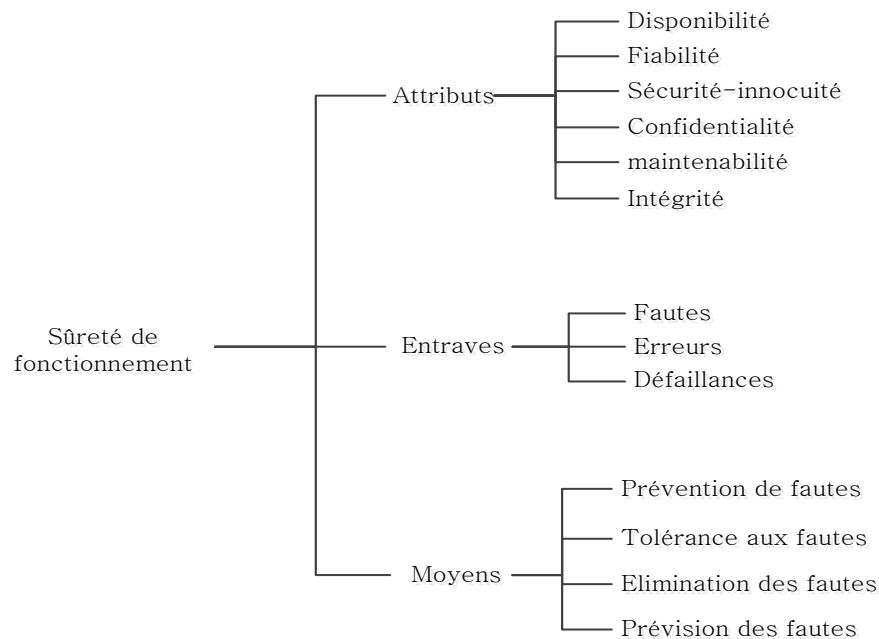 Sûreté de
fonctionnement
Attributs
Disponibilité
Fiabilité
Sécurité-innocuité
Confidentialité
maintenabilité
Intégrité
Entraves
Fautes
Erreurs
Défaillances
Moyens
Prévention de fautes
Tolérance aux fautes
Elimination des fautes
Prévision des fautes